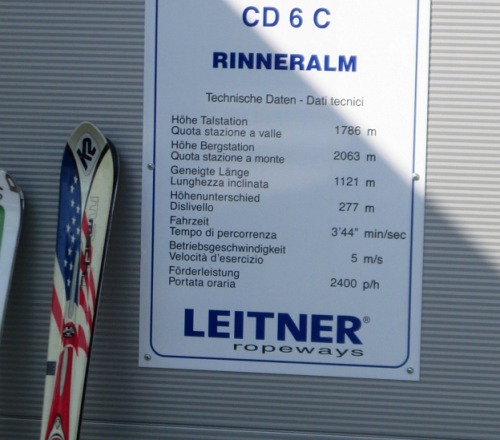 CD 6 C
RINNERALM
Technische Daten - Dati tecnici
Höhe Talstation
Quota stazione a valle 1786 m
Höhe Bergstation
Quota stazione a monte 2063 m
Geneigte Länge
Lunghezza inclinata 1121 m
Höhenunterschied
Dislivello 277 m
Fahrzeit
Tempo di percorrenza 3'44" min/sec
Betriebsgeschwindigkeit
Velocità d'esercizio 5 m/s
Förderleistung
Portata oraria 2400 p/h
LEITNER®
ropeways
K2